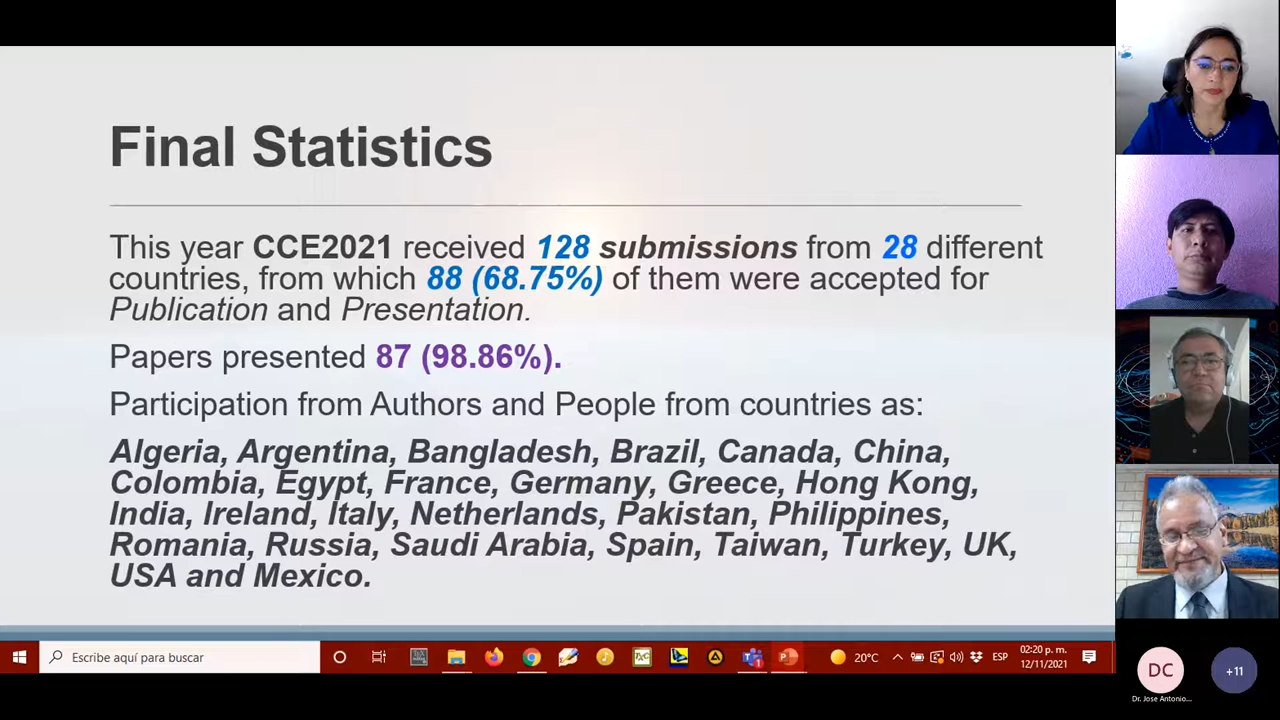 Final Statistics
This year CCE2021 received 128 submissions from 28 different
countries, from which 88 (68.75%) of them were accepted for
Publication and Presentation.
Papers presented 87 (98.86%).
Participation from Authors and People from countries as:
Algeria, Argentina, Bangladesh, Brazil, Canada, China,
Colombia, Egypt, France, Germany, Greece, Hong Kong,
India, Ireland, Italy, Netherlands, Pakistan, Philippines,
Romania, Russia, Saudi Arabia, Spain, Taiwan, Turkey, UK,
USA and Mexico.
Escribe aquí para buscar
20°C
ESP
02:20 p. m.
12/11/2021
DC
+11
Dr. Jose Antonio...